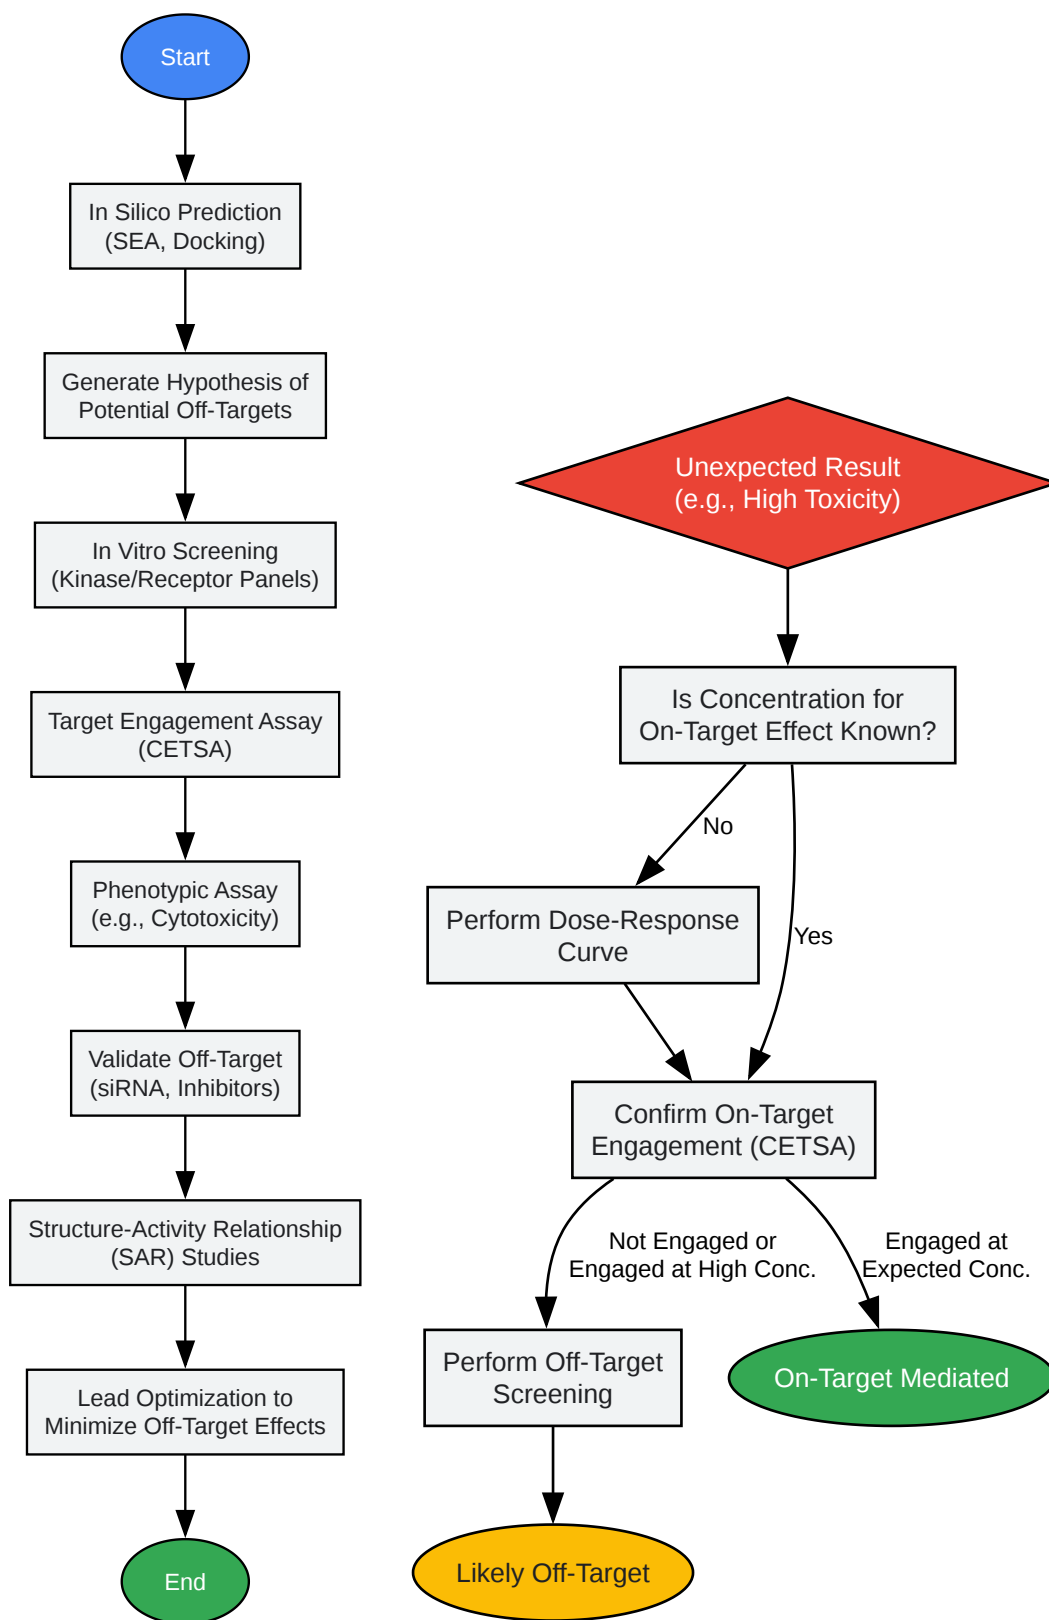 Start
In Silico Prediction
(SEA, Docking)
Generate Hypothesis of
Potential Off-Targets
In Vitro Screening
(Kinase/Receptor Panels)
Target Engagement Assay
(CETSA)
Phenotypic Assay
(e.g., Cytotoxicity)
Validate Off-Target
(siRNA, Inhibitors)
Structure-Activity Relationship
(SAR) Studies
Lead Optimization to
Minimize Off-Target Effects
End
Unexpected Result
(e.g., High Toxicity)
Is Concentration for
On-Target Effect Known?
No
Yes
Perform Dose-Response
Curve
Confirm On-Target
Engagement (CETSA)
Not Engaged or
Engaged at High Conc.
Engaged at
Expected Conc.
Perform Off-Target
Screening
On-Target Mediated
Likely Off-Target